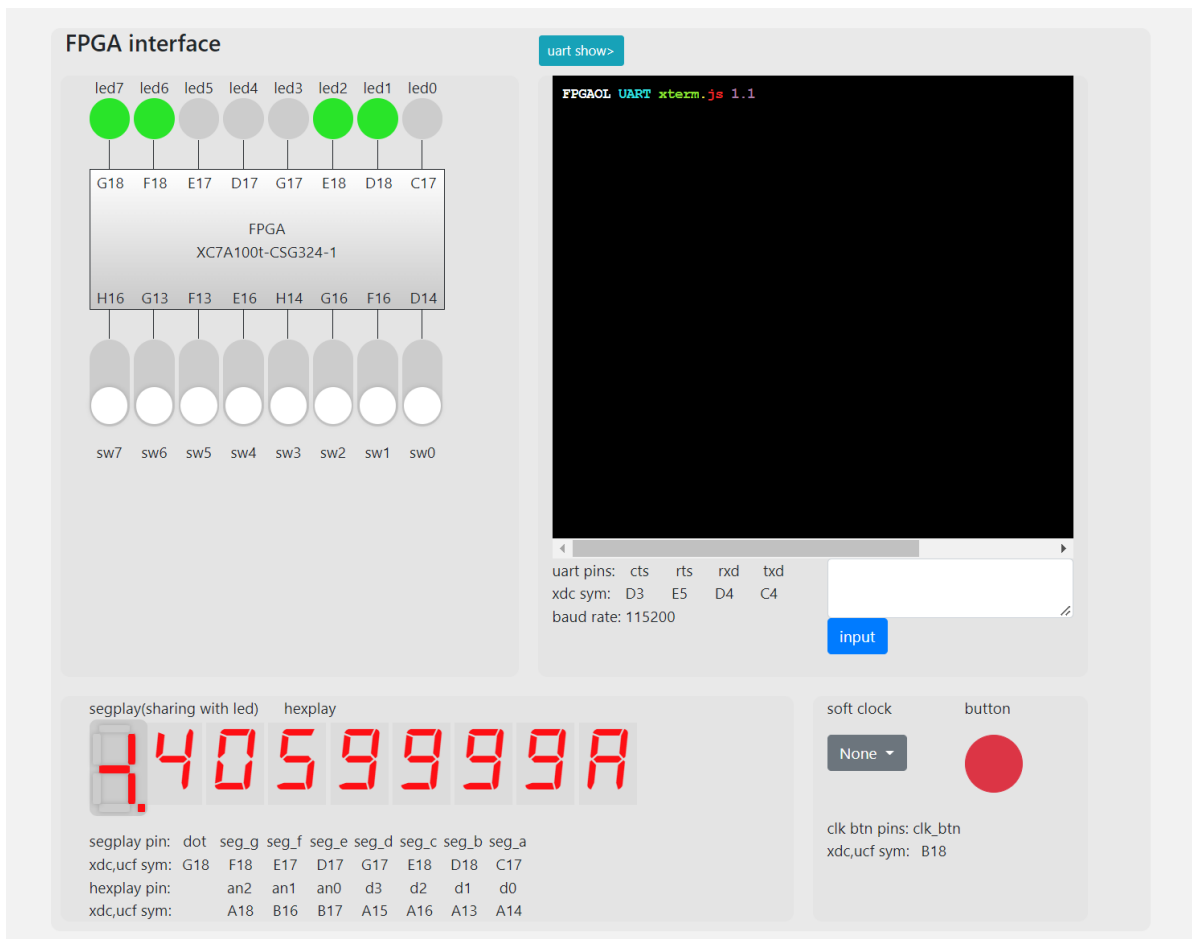 FPGA interface
uart show>
led7 led6 led5 led4 led3 led2 led1 led0
G18 F18 E17 D17 G17 E18 D18 C17
FPGA
XC7A100t-CSG324-1
H16 G13 F13 E16 H14 G16 F16 D14
sw7 sw6 sw5 sw4 sw3 sw2 sw1 sw0
FPGAOL UART xterm.js 1.1
uart pins: cts rts rxd txd
xdc sym: D3 E5 D4 C4
baud rate: 115200
input
segplay(sharing with led) hexplay
4059999A
segplay pin: dot seg_g seg_f seg_e seg_d seg_c seg_b seg_a
xdc,ucf sym: G18 F18 E17 D17 G17 E18 D18 C17
hexplay pin: an2 an1 an0 d3 d2 d1 d0
xdc,ucf sym: A18 B16 B17 A15 A16 A13 A14
soft clock button
None
clk btn pins: clk_btn
xdc,ucf sym: B18